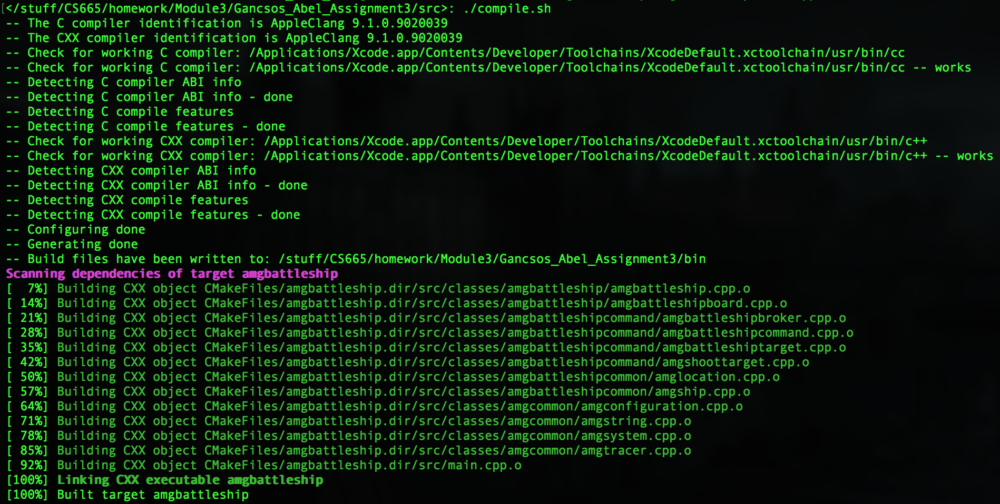 [</stuff/CS665/homework/Module3/Gancsos_Abel_Assignment3/src>: ./compile.sh
-- The C compiler identification is AppleClang 9.1.0.9020039
-- The CXX compiler identification is AppleClang 9.1.0.9020039
-- Check for working C compiler: /Applications/Xcode.app/Contents/Developer/Toolchains/XcodeDefault.xctoolchain/usr/bin/cc
-- Check for working C compiler: /Applications/Xcode.app/Contents/Developer/Toolchains/XcodeDefault.xctoolchain/usr/bin/cc -- works
-- Detecting C compiler ABI info
-- Detecting C compiler ABI info - done
-- Detecting C compile features
-- Detecting C compile features - done
-- Check for working CXX compiler: /Applications/Xcode.app/Contents/Developer/Toolchains/XcodeDefault.xctoolchain/usr/bin/c++
-- Check for working CXX compiler: /Applications/Xcode.app/Contents/Developer/Toolchains/XcodeDefault.xctoolchain/usr/bin/c++ -- works
-- Detecting CXX compiler ABI info
-- Detecting CXX compiler ABI info - done
-- Detecting CXX compile features
-- Detecting CXX compile features - done
-- Configuring done
-- Generating done
-- Build files have been written to: /stuff/CS665/homework/Module3/Gancsos_Abel_Assignment3/bin
Scanning dependencies of target amgbattleship
[  7%] Building CXX object CMakeFiles/amgbattleship.dir/src/classes/amgbattleship/amgbattleship.cpp.o
[ 14%] Building CXX object CMakeFiles/amgbattleship.dir/src/classes/amgbattleship/amgbattleshipboard.cpp.o
[ 21%] Building CXX object CMakeFiles/amgbattleship.dir/src/classes/amgbattleshipcommand/amgbattleshipbroker.cpp.o
[ 28%] Building CXX object CMakeFiles/amgbattleship.dir/src/classes/amgbattleshipcommand/amgbattleshipcommand.cpp.o
[ 35%] Building CXX object CMakeFiles/amgbattleship.dir/src/classes/amgbattleshipcommand/amgbattleshiptarget.cpp.o
[ 42%] Building CXX object CMakeFiles/amgbattleship.dir/src/classes/amgbattleshipcommand/amgshoottarget.cpp.o
[ 50%] Building CXX object CMakeFiles/amgbattleship.dir/src/classes/amgbattleshipcommon/amglocation.cpp.o
[ 57%] Building CXX object CMakeFiles/amgbattleship.dir/src/classes/amgbattleshipcommon/amgship.cpp.o
[ 64%] Building CXX object CMakeFiles/amgbattleship.dir/src/classes/amgcommon/amgconfiguration.cpp.o
[ 71%] Building CXX object CMakeFiles/amgbattleship.dir/src/classes/amgcommon/amgstring.cpp.o
[ 78%] Building CXX object CMakeFiles/amgbattleship.dir/src/classes/amgcommon/amgsystem.cpp.o
[ 85%] Building CXX object CMakeFiles/amgbattleship.dir/src/classes/amgcommon/amgtracer.cpp.o
[ 92%] Building CXX object CMakeFiles/amgbattleship.dir/src/main.cpp.o
[100%] Linking CXX executable amgbattleship
[100%] Built target amgbattleship